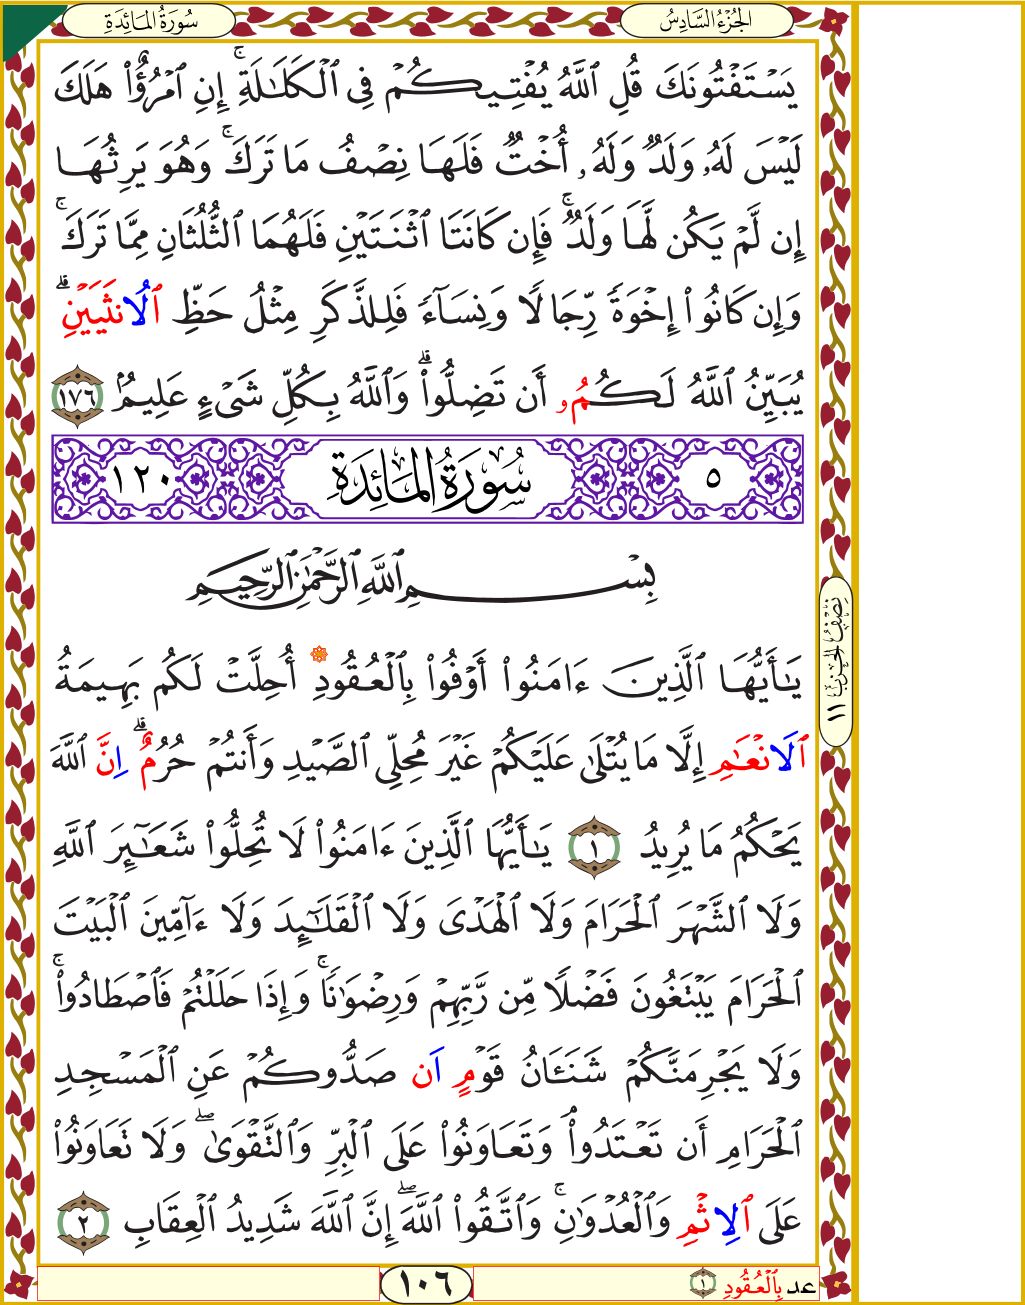 الجُزْءُ السَّادِسُ
سُورَةُ المَائِدَةِ
يَسْتَفْتُونَكَ قُلِ ٱللَّهُ يُفْتِيكُمْ فِى ٱلْكَلَٰلَةِۚ إِنِ ٱمْرُؤٌا۟ هَلَكَ
لَيْسَ لَهُۥ وَلَدٌ وَلَهُۥ أُخْتٌ فَلَهَا نِصْفُ مَا تَرَكَۚ وَهُوَ يَرِثُهَا
إِن لَّمْ يَكُن لَّهَا وَلَدٌۚ فَإِن كَانَتَا ٱثْنَتَيْنِ فَلَهُمَا ٱلثُّلُثَانِ مِمَّا تَرَكَۚ
وَإِن كَانُوٓا۟ إِخْوَةً رِّجَالًا وَنِسَآءً فَلِلذَّكَرِ مِثْلُ حَظِّ ٱلُانثَيَيْنِۗ
يُبَيِّنُ ٱللَّهُ لَكُمُۥ أَن تَضِلُّوا۟ۗ وَٱللَّهُ بِكُلِّ شَىْءٍ عَلِيمٌۢ ١٧٦
٥ سُورَةُ المَائِدَةِ ١٢٠
بِسْمِ ٱللَّهِ ٱلرَّحْمَٰنِ ٱلرَّحِيمِ
يَٰٓأَيُّهَا ٱلَّذِينَ ءَامَنُوٓا۟ أَوْفُوا۟ بِٱلْعُقُودِ أُحِلَّتْ لَكُم بَهِيمَةُ
ٱلَانْعَٰمِ إِلَّا مَا يُتْلَىٰ عَلَيْكُمْ غَيْرَ مُحِلِّى ٱلصَّيْدِ وَأَنتُمْ حُرُمٌۗ اِنَّ ٱللَّهَ
يَحْكُمُ مَا يُرِيدُ ١ يَٰٓأَيُّهَا ٱلَّذِينَ ءَامَنُوا۟ لَا تُحِلُّوا۟ شَعَٰٓئِرَ ٱللَّهِ
وَلَا ٱلشَّهْرَ ٱلْحَرَامَ وَلَا ٱلْهَدْىَ وَلَا ٱلْقَلَٰٓئِدَ وَلَآ ءَآمِّينَ ٱلْبَيْتَ
ٱلْحَرَامَ يَبْتَغُونَ فَضْلًا مِّن رَّبِّهِمْ وَرِضْوَٰنًاۚ وَإِذَا حَلَلْتُمْ فَٱصْطَادُوا۟ۚ
وَلَا يَجْرِمَنَّكُمْ شَنَـَٔانُ قَوْمٍ اَن صَدُّوكُمْ عَنِ ٱلْمَسْجِدِ
ٱلْحَرَامِ أَن تَعْتَدُوا۟ۘ وَتَعَاوَنُوا۟ عَلَى ٱلْبِرِّ وَٱلتَّقْوَىٰۖ وَلَا تَعَاوَنُوا۟
عَلَى ٱلِاثْمِ وَٱلْعُدْوَٰنِۚ وَٱتَّقُوا۟ ٱللَّهَۖ إِنَّ ٱللَّهَ شَدِيدُ ٱلْعِقَابِ ٢
نِصْفُ الحِزْبِ ١١
عد بِٱلْعُقُودِ ١
١٠٦